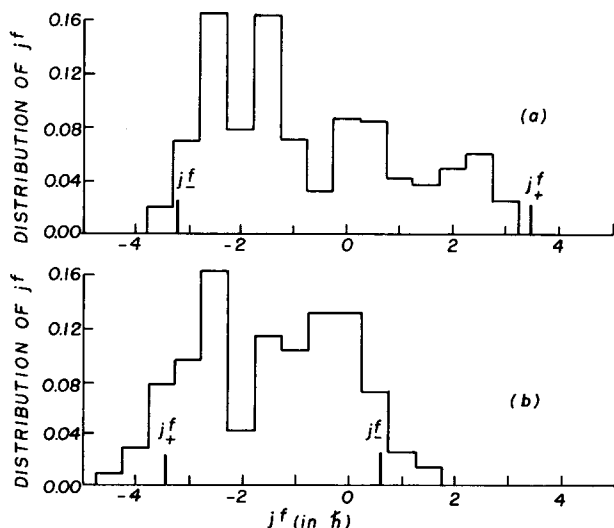 DISTRIBUTION OF j^f
0.16
0.12
0.08
0.04
0.00
(a)
j^f_-
j^f_+
-4
-2
0
2
4
DISTRIBUTION OF j^f
0.16
0.12
0.08
0.04
0.00
(b)
j^f_+
j^f_-
-4
-2
0
2
4
j^f (in ħ)